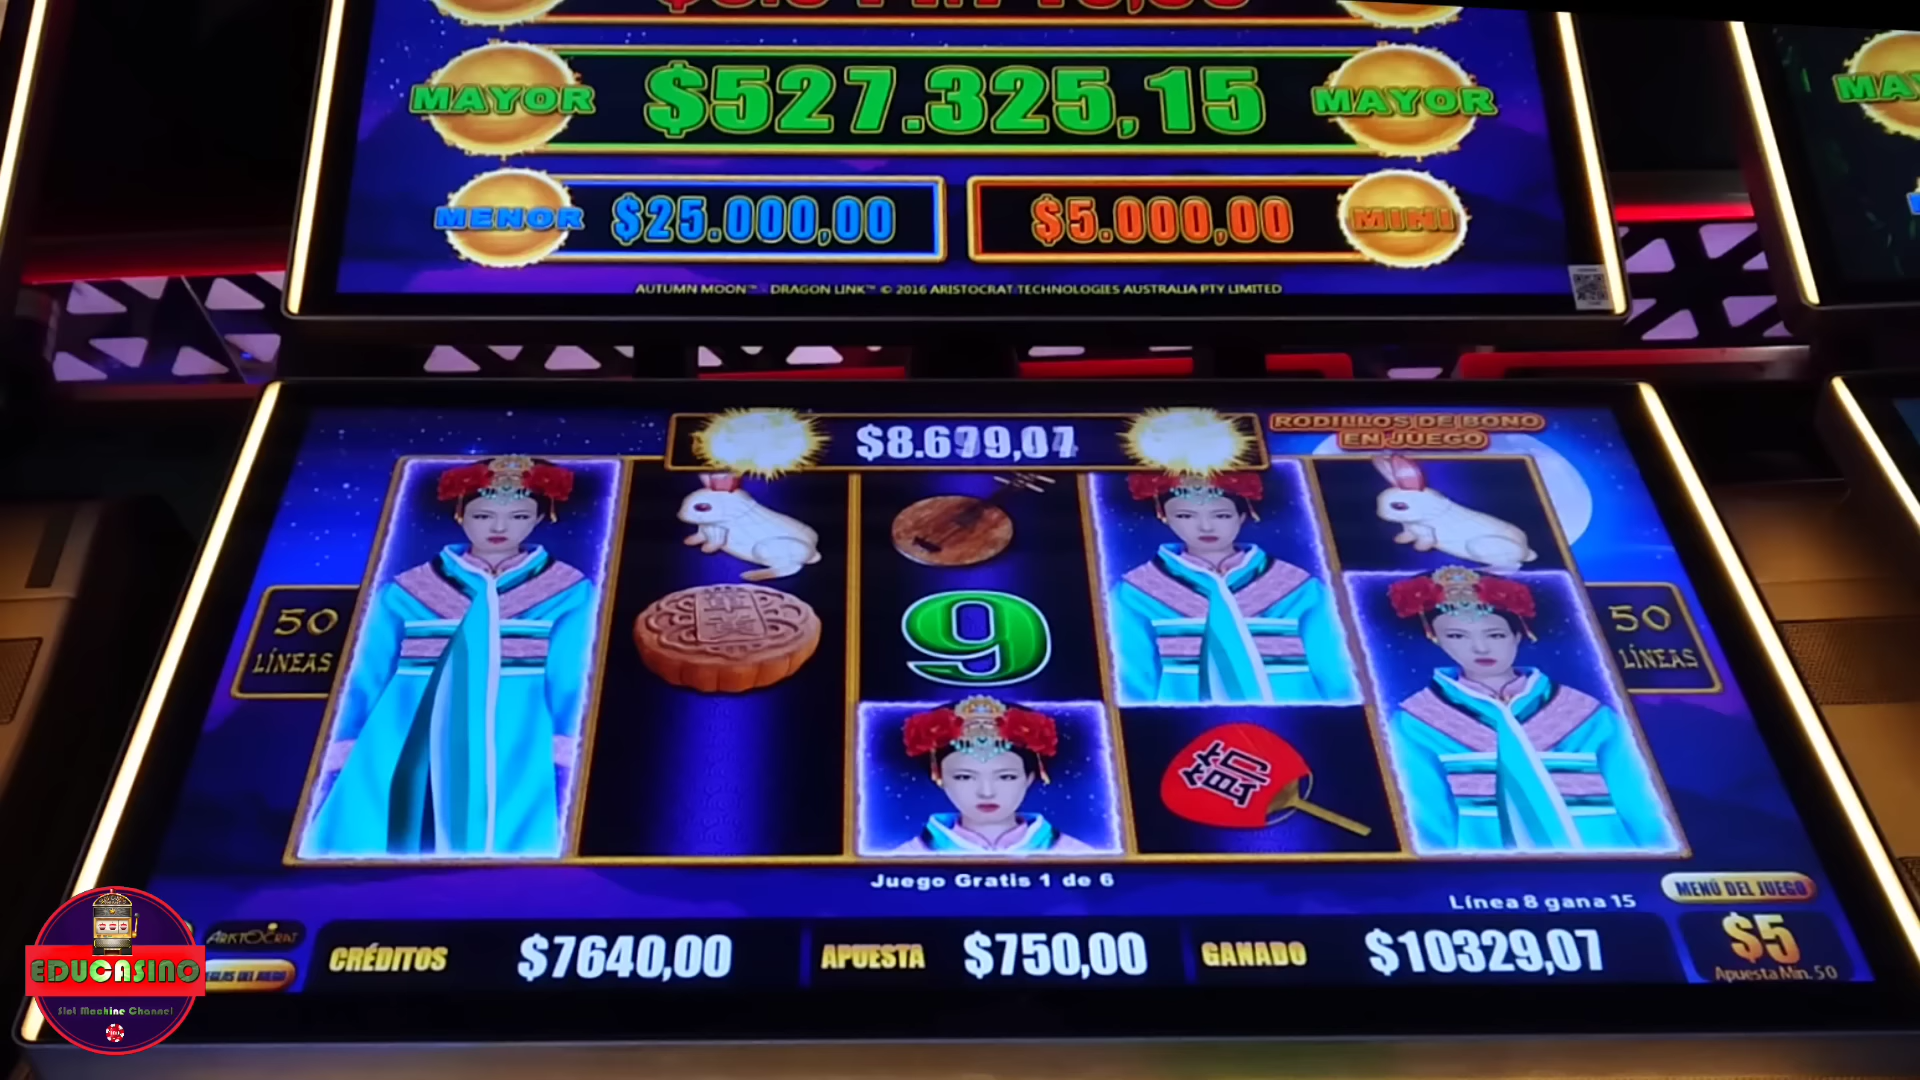 MAYOR $527.325,15 MAYOR
MAYOR
MENOR $25.000,00 $5.000,00 MINI
AUTUMN MOON™ - DRAGON LINK™ © 2016 ARISTOCRAT TECHNOLOGIES AUSTRALIA PTY LIMITED
RODILLOS DE BONO
EN JUEGO
50
LÍNEAS
9
50
LÍNEAS
Juego Gratis 1 de 6
Línea 8 gana 15
MENÚ DEL JUEGO
ARISTOCRAT
CRÉDITOS $7640,00 APUESTA $750,00 GANADO $10329,07
$5
Apuesta Mín. 50
EDUCASINO
Slot Machine Channel